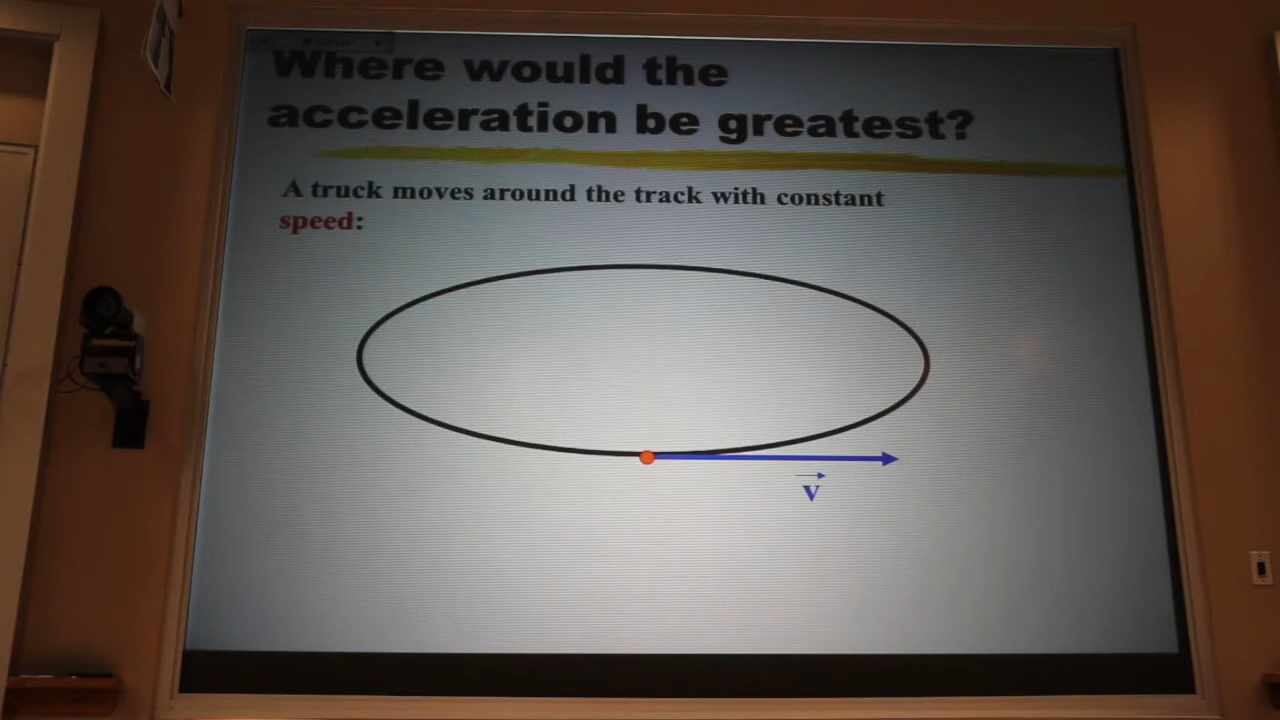 Where would the
acceleration be greatest?
A truck moves around the track with constant
speed:
v